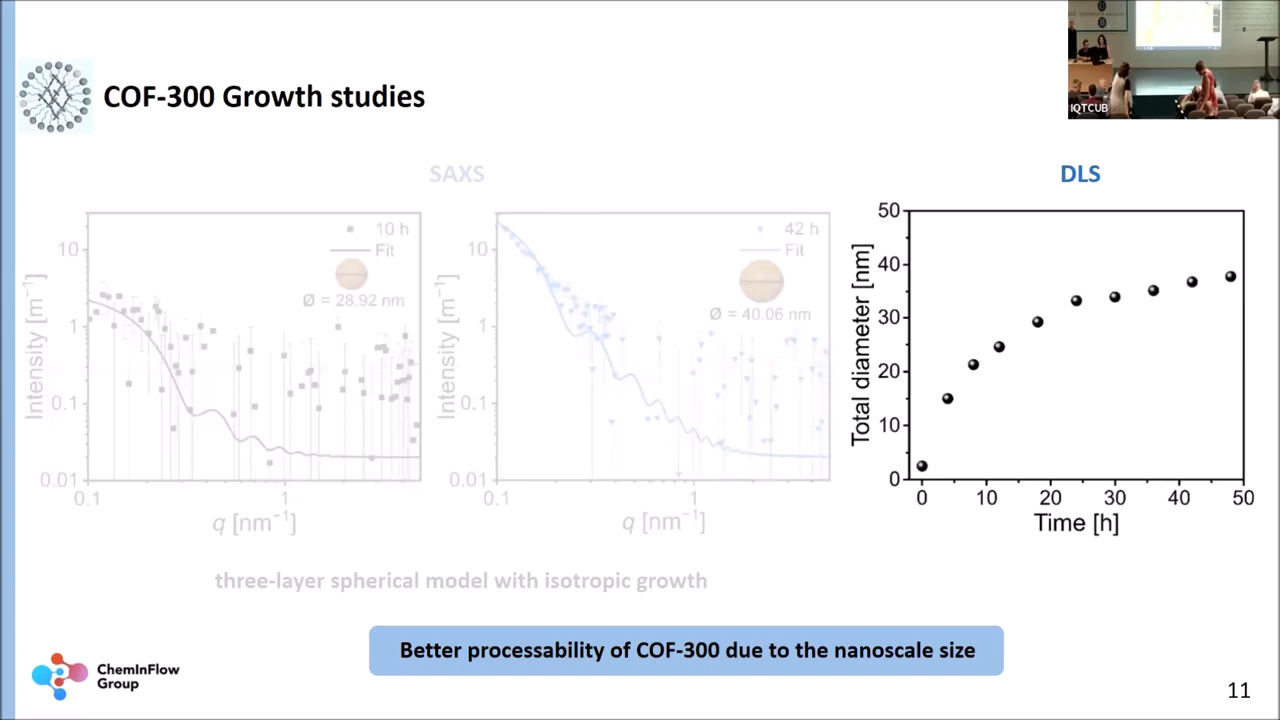 IQTCUB
COF-300 Growth studies
SAXS
DLS
10 h
Fit
Ø = 28.92 nm
10
1
0.1
0.01
0.1
1
Intensity [m⁻¹]
q [nm⁻¹]
42 h
Fit
Ø = 40.06 nm
10
1
0.1
0.01
0.1
1
Intensity [m⁻¹]
q [nm⁻¹]
50
40
30
20
10
0
0 10 20 30 40 50
Total diameter [nm]
Time [h]
three-layer spherical model with isotropic growth
Better processability of COF-300 due to the nanoscale size
ChemInFlow
Group
11